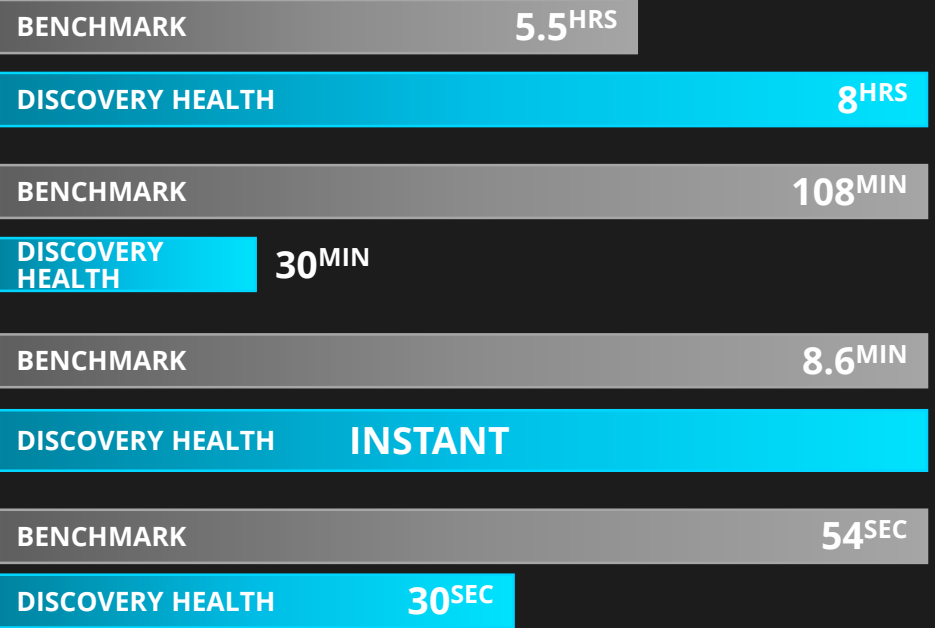 BENCHMARK 5.5HRS
DISCOVERY HEALTH 8HRS
BENCHMARK 108MIN
DISCOVERY
HEALTH 30MIN
BENCHMARK 8.6MIN
DISCOVERY HEALTH INSTANT
BENCHMARK 54SEC
DISCOVERY HEALTH 30SEC